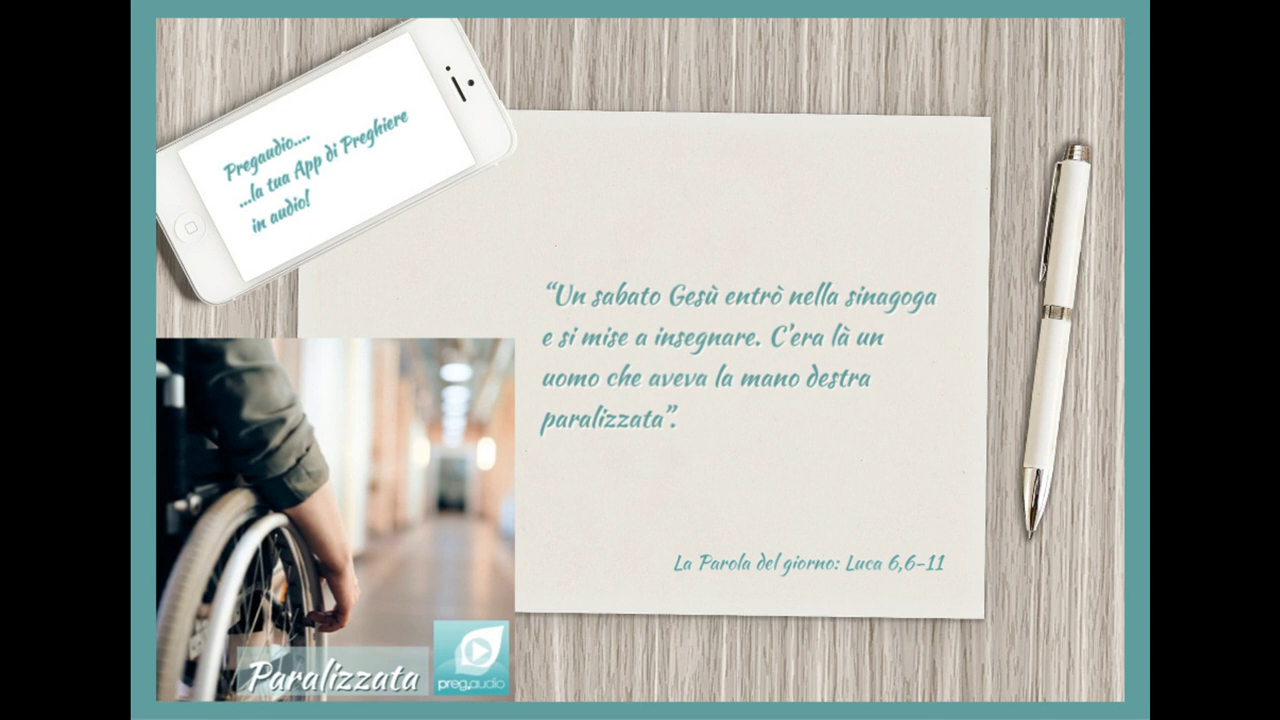 Pregaudio....
...la tua App di Preghiere
in audio!
“Un sabato Gesù entrò nella sinagoga
e si mise a insegnare. C'era là un
uomo che aveva la mano destra
paralizzata”.
La Parola del giorno: Luca 6,6-11
Paralizzata
pregaudio